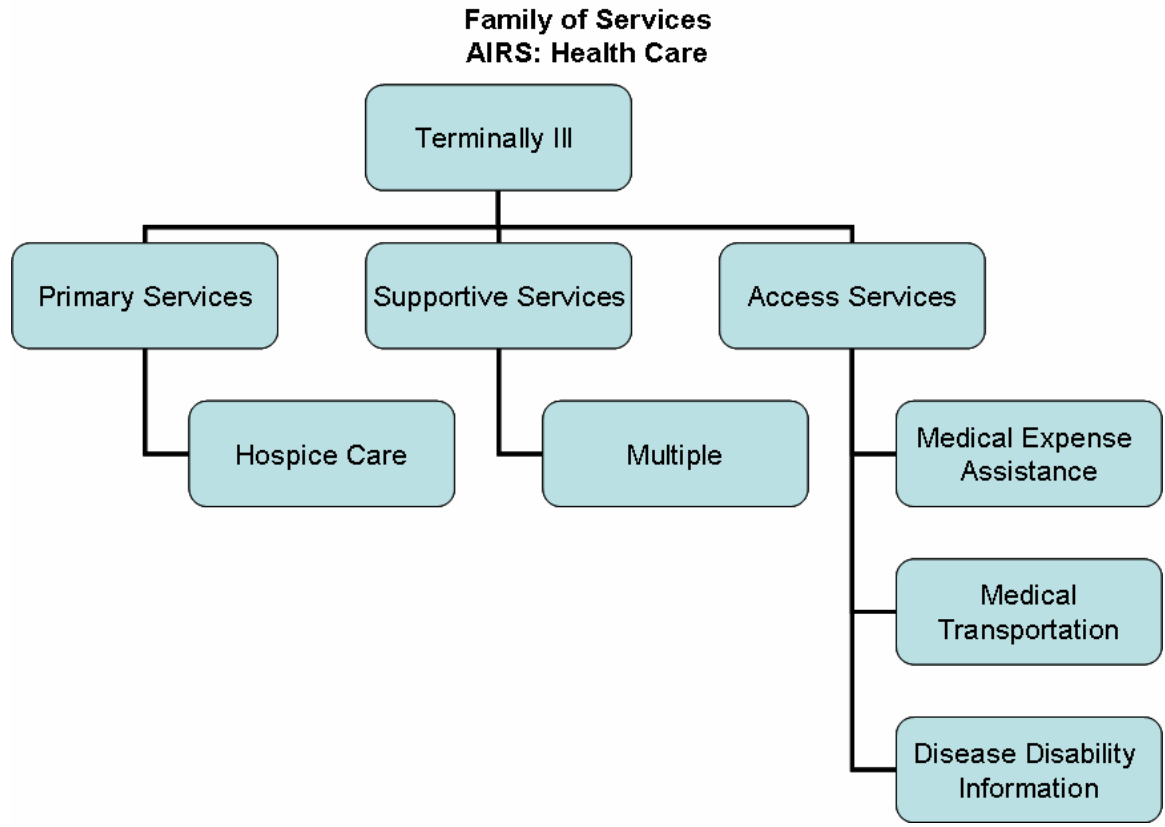 Family of Services
AIRS: Health Care
Terminally Ill
Primary Services
Supportive Services
Access Services
Hospice Care
Multiple
Medical Expense
Assistance
Medical
Transportation
Disease Disability
Information